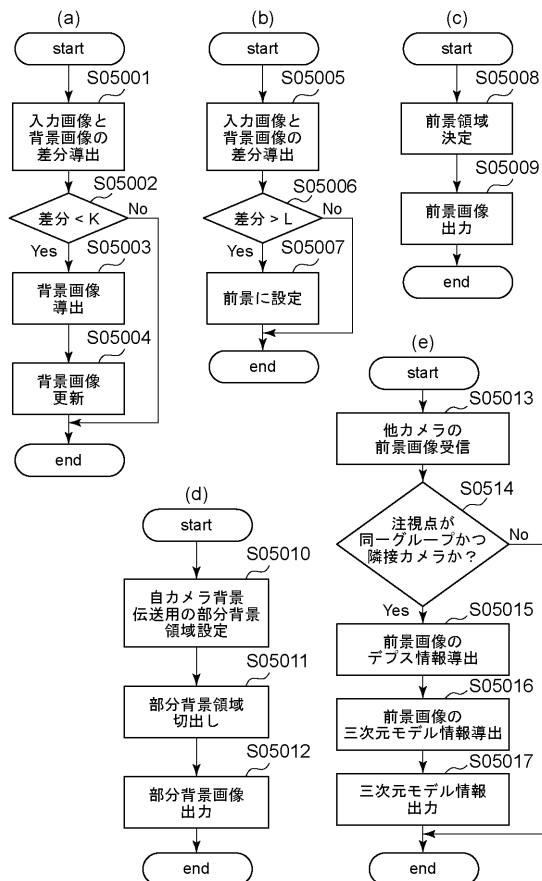 (a)
start
S05001
入力画像と
背景画像の
差分導出
S05002
差分 < K
No
Yes
S05003
背景画像
導出
S05004
背景画像
更新
end
(b)
start
S05005
入力画像と
背景画像の
差分導出
S05006
差分 > L
No
Yes
S05007
前景に設定
end
(c)
start
S05008
前景領域
決定
S05009
前景画像
出力
end
(d)
start
S05010
自カメラ背景
伝送用の部分背景
領域設定
S05011
部分背景領域
切出し
S05012
部分背景画像
出力
end
(e)
start
S05013
他カメラの
前景画像受信
S0514
注視点が
同一グループかつ
隣接カメラか？
No
Yes
S05015
前景画像の
デプス情報導出
S05016
前景画像の
三次元モデル情報導出
S05017
三次元モデル情報
出力
end